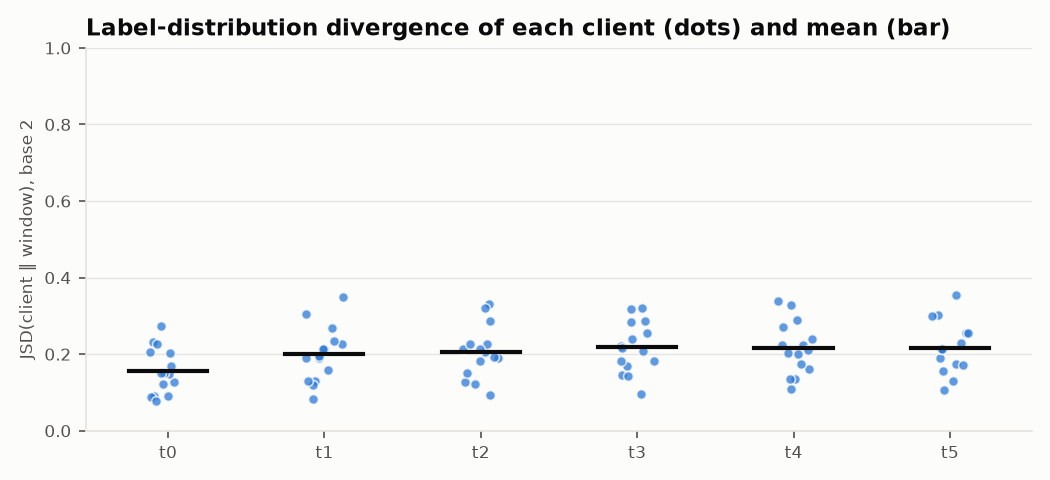 Label-distribution divergence of each client (dots) and mean (bar)
JSD(client ∥ window), base 2
1.0
0.8
0.6
0.4
0.2
0.0
t0 t1 t2 t3 t4 t5